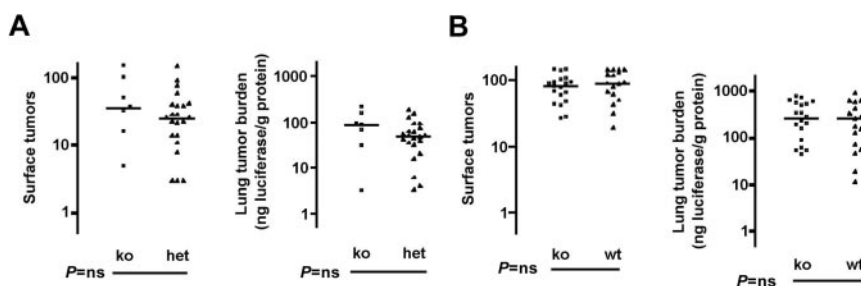 A
B
Surface tumors
100
10
1
ko het
P=ns
Lung tumor burden
(ng luciferase/g protein)
1000
100
10
1
ko het
P=ns
Surface tumors
100
10
1
ko wt
P=ns
Lung tumor burden
(ng luciferase/g protein)
1000
100
10
1
ko wt
P=ns